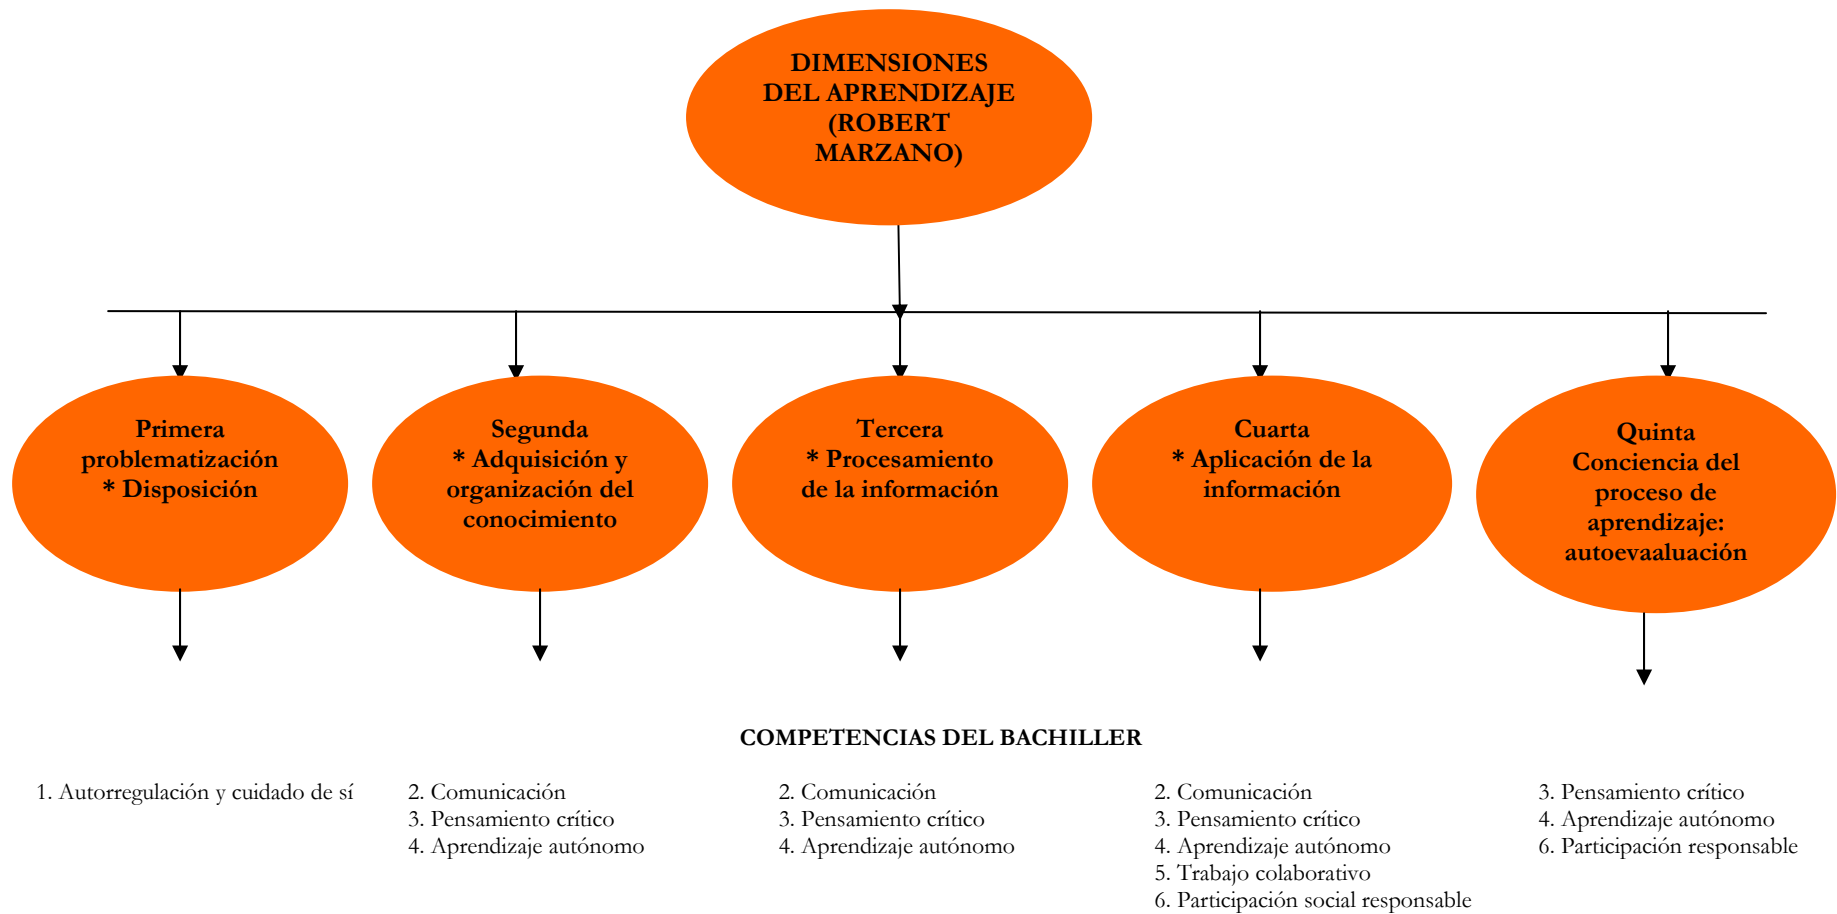 DIMENSIONES
DEL APRENDIZAJE
(ROBERT
MARZANO)
Primera
problematización
* Disposición
Segunda
* Adquisición y
organización del
conocimiento
Tercera
* Procesamiento
de la información
Cuarta
* Aplicación de la
información
Quinta
Conciencia del
proceso de
aprendizaje:
autoevaaluación
COMPETENCIAS DEL BACHILLER
1. Autorregulación y cuidado de sí
2. Comunicación
3. Pensamiento crítico
4. Aprendizaje autónomo
2. Comunicación
3. Pensamiento crítico
4. Aprendizaje autónomo
2. Comunicación
3. Pensamiento crítico
4. Aprendizaje autónomo
5. Trabajo colaborativo
6. Participación social responsable
3. Pensamiento crítico
4. Aprendizaje autónomo
6. Participación responsable